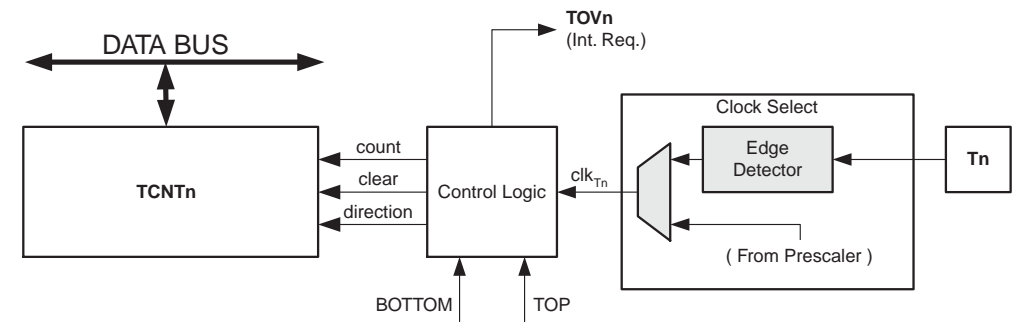 TOVn
(Int. Req.)
DATA BUS
Clock Select
count
Edge
Detector
Tn
TCNTn
clear
Control Logic
clkTn
direction
( From Prescaler )
BOTTOM
TOP